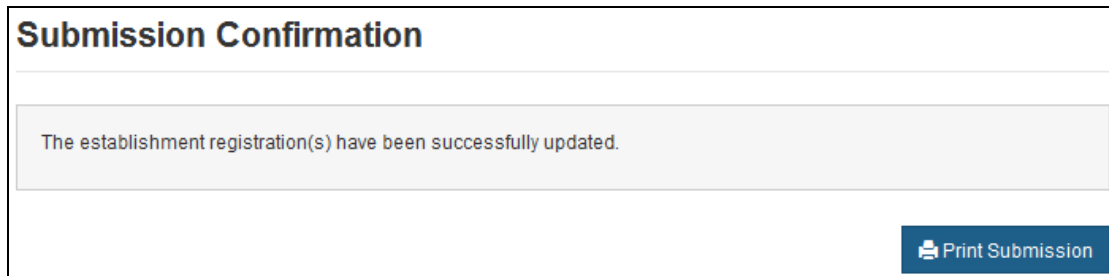 Submission Confirmation
The establishment registration(s) have been successfully updated.
Print Submission